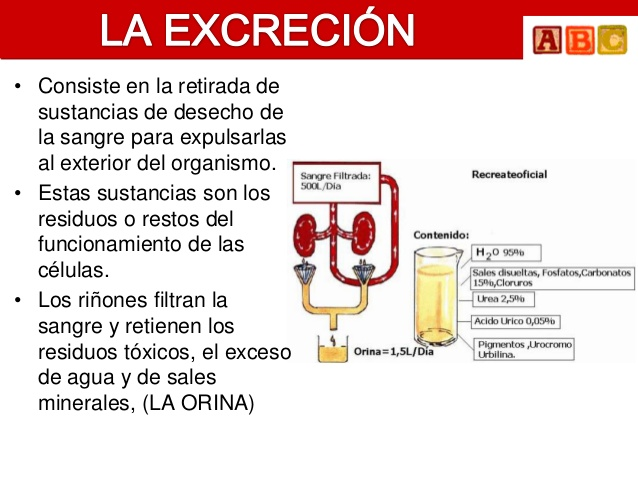 LA EXCRECIÓN
A B C
• Consiste en la retirada de
sustancias de desecho de
la sangre para expulsarlas
al exterior del organismo.
• Estas sustancias son los
residuos o restos del
funcionamiento de las
células.
• Los riñones filtran la
sangre y retienen los
residuos tóxicos, el exceso
de agua y de sales
minerales, (LA ORINA)
Sangre Filtrada:
500L/Dia
Recreateoficial
Contenido:
H2O 95%
Sales disueltas, Fosfatos,Carbonatos
15%,Cloruros
Urea 2,5%
Acido Urico 0,05%
Pigmentos ,Urocromo
Urbilina.
Orina=1,5L/Dia